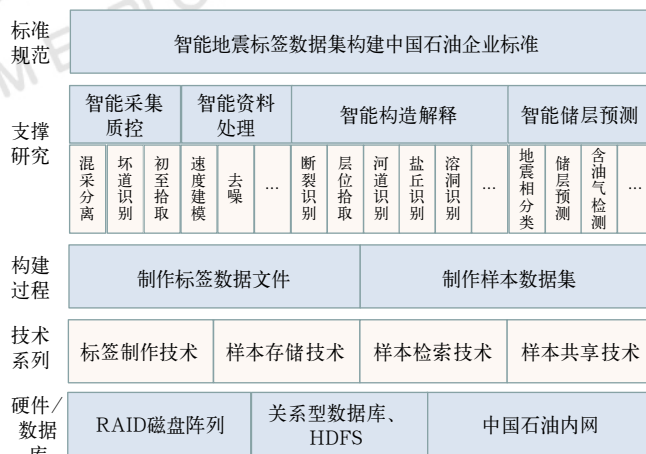 标准
规范
智能地震标签数据集构建中国石油企业标准
支撑
研究
智能采集
质控
智能资料
处理
智能构造解释
智能储层预测
混采分离
坏道识别
初至拾取
速度建模
去噪
…
断裂识别
层位拾取
河道识别
盐丘识别
溶洞识别
…
地震相分类
储层预测
含油气检测
…
构建
过程
制作标签数据文件
制作样本数据集
技术
系列
标签制作技术
样本存储技术
样本检索技术
样本共享技术
硬件/
数据
库
RAID磁盘阵列
关系型数据库、
HDFS
中国石油内网